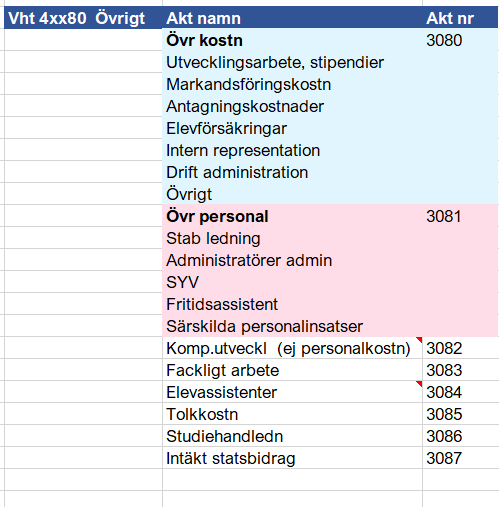 Vht 4xx80 Övrigt Akt namn Akt nr
Övr kostn 3080
Utvecklingsarbete, stipendier
Markandsföringskostn
Antagningskostnader
Elevförsäkringar
Intern representation
Drift administration
Övrigt
Övr personal 3081
Stab ledning
Administratörer admin
SYV
Fritidsassistent
Särskilda personalinsatser
Komp.utveckl (ej personalkostn) 3082
Fackligt arbete 3083
Elevassistenter 3084
Tolkkostn 3085
Studiehandledn 3086
Intäkt statsbidrag 3087